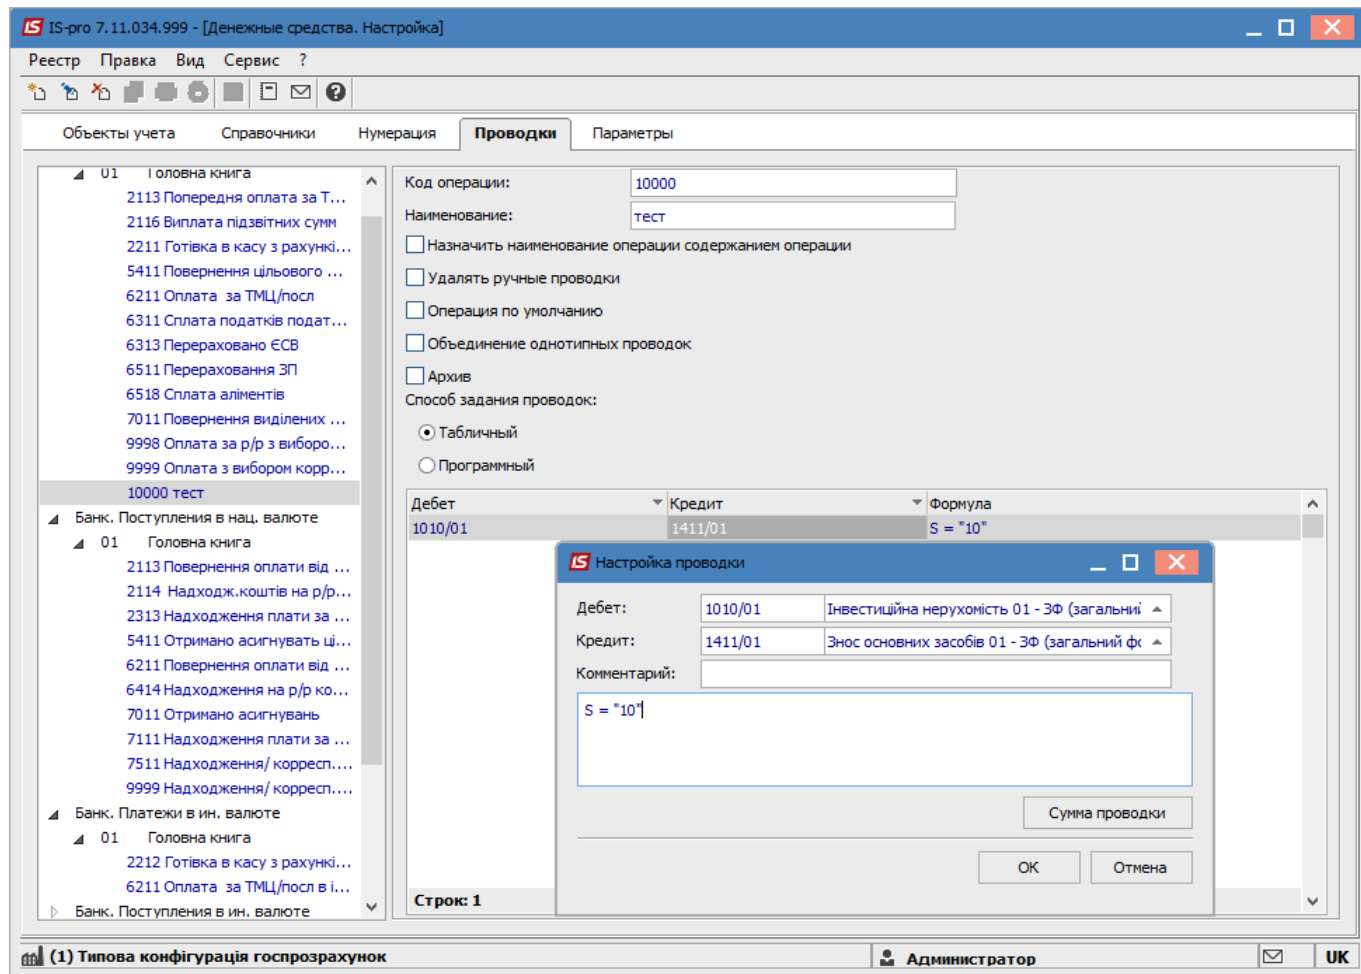 IS IS-pro 7.11.034.999 - [Денежные средства. Настройка]
Реестр Правка Вид Сервис ?
Объекты учета Справочники Нумерация Проводки Параметры
01 Головна книга
2113 Попередня оплата за Т...
2116 Виплата підзвітних сумм
2211 Готівка в касу з рахункі...
5411 Повернення цільового ...
6211 Оплата за ТМЦ/посл
6311 Сплата податків подат...
6313 Перераховано ЄСВ
6511 Перераховання ЗП
6518 Сплата аліментів
7011 Повернення виділених ...
9998 Оплата за р/р з виборо...
9999 Оплата з вибором корр...
10000 тест
Банк. Поступления в нац. валюте
01 Головна книга
2113 Повернення оплати від ...
2114 Надходж.коштів на р/р...
2313 Надходження плати за ...
5411 Отримано асигнувать ці...
6211 Повернення оплати від ...
6414 Надходження на р/р ко...
7011 Отримано асигнувань
7111 Надходження плати за ...
7511 Надходження/ корресп....
9999 Надходження/ корресп....
Банк. Платежи в ин. валюте
01 Головна книга
2212 Готівка в касу з рахункі...
6211 Оплата за ТМЦ/посл в і...
Банк. Поступления в ин. валюте
Код операции: 10000
Наименование: тест
Назначить наименование операции содержанием операции
Удалять ручные проводки
Операция по умолчанию
Объединение однотипных проводок
Архив
Способ задания проводок:
Табличный
Программный
Дебет Кредит Формула
1010/01 1411/01 S = "10"
IS Настройка проводки
Дебет: 1010/01 Інвестиційна нерухомість 01 - ЗФ (загальний
Кредит: 1411/01 Знос основних засобів 01 - ЗФ (загальний фо
Комментарий:
S = "10"
Сумма проводки
ОК Отмена
Строк: 1
(1) Типова конфігурація госпрозрахунок Администратор UK